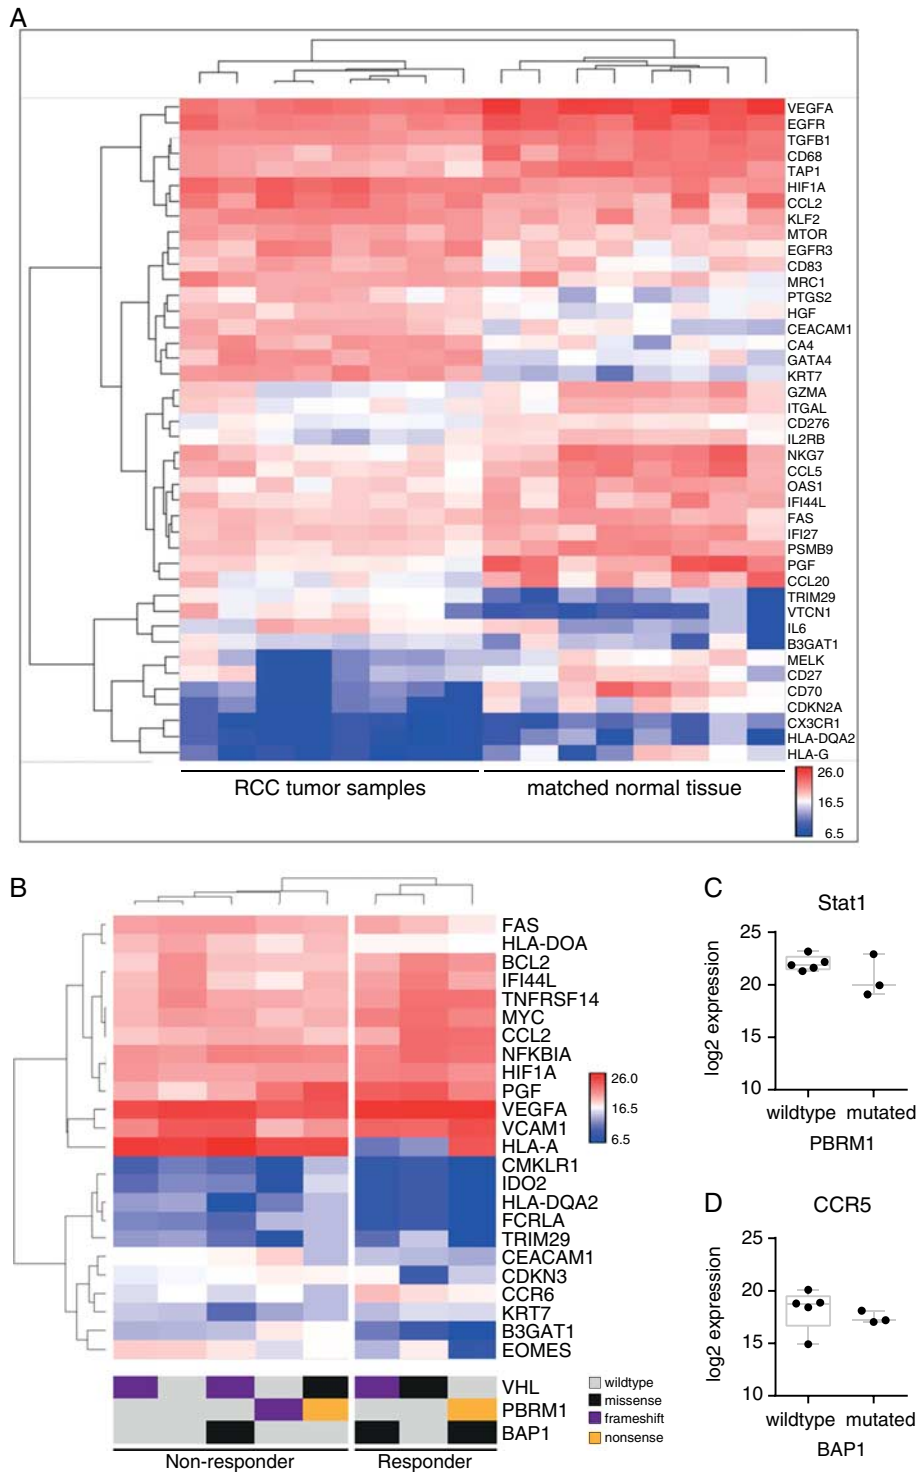 A
VEGFA
EGFR
TGFB1
CD68
TAP1
HIF1A
CCL2
KLF2
MTOR
EGFR3
CD83
MRC1
PTGS2
HGF
CEACAM1
CA4
GATA4
KRT7
GZMA
ITGAL
CD276
IL2RB
NKG7
CCL5
OAS1
IFI44L
FAS
IFI27
PSMB9
PGF
CCL20
TRIM29
VTCN1
IL6
B3GAT1
MELK
CD27
CD70
CDKN2A
CX3CR1
HLA-DQA2
HLA-G
RCC tumor samples
matched normal tissue
26.0
16.5
6.5
B
FAS
HLA-DOA
BCL2
IFI44L
TNFRSF14
MYC
CCL2
NFKBIA
HIF1A
PGF
VEGFA
VCAM1
HLA-A
CMKLR1
IDO2
HLA-DQA2
FCRLA
TRIM29
CEACAM1
CDKN3
CCR6
KRT7
B3GAT1
EOMES
26.0
16.5
6.5
VHL
PBRM1
BAP1
wildtype
missense
frameshift
nonsense
Non-responder
Responder
C
Stat1
log2 expression
25
20
15
10
wildtype mutated
PBRM1
D
CCR5
log2 expression
25
20
15
10
wildtype mutated
BAP1